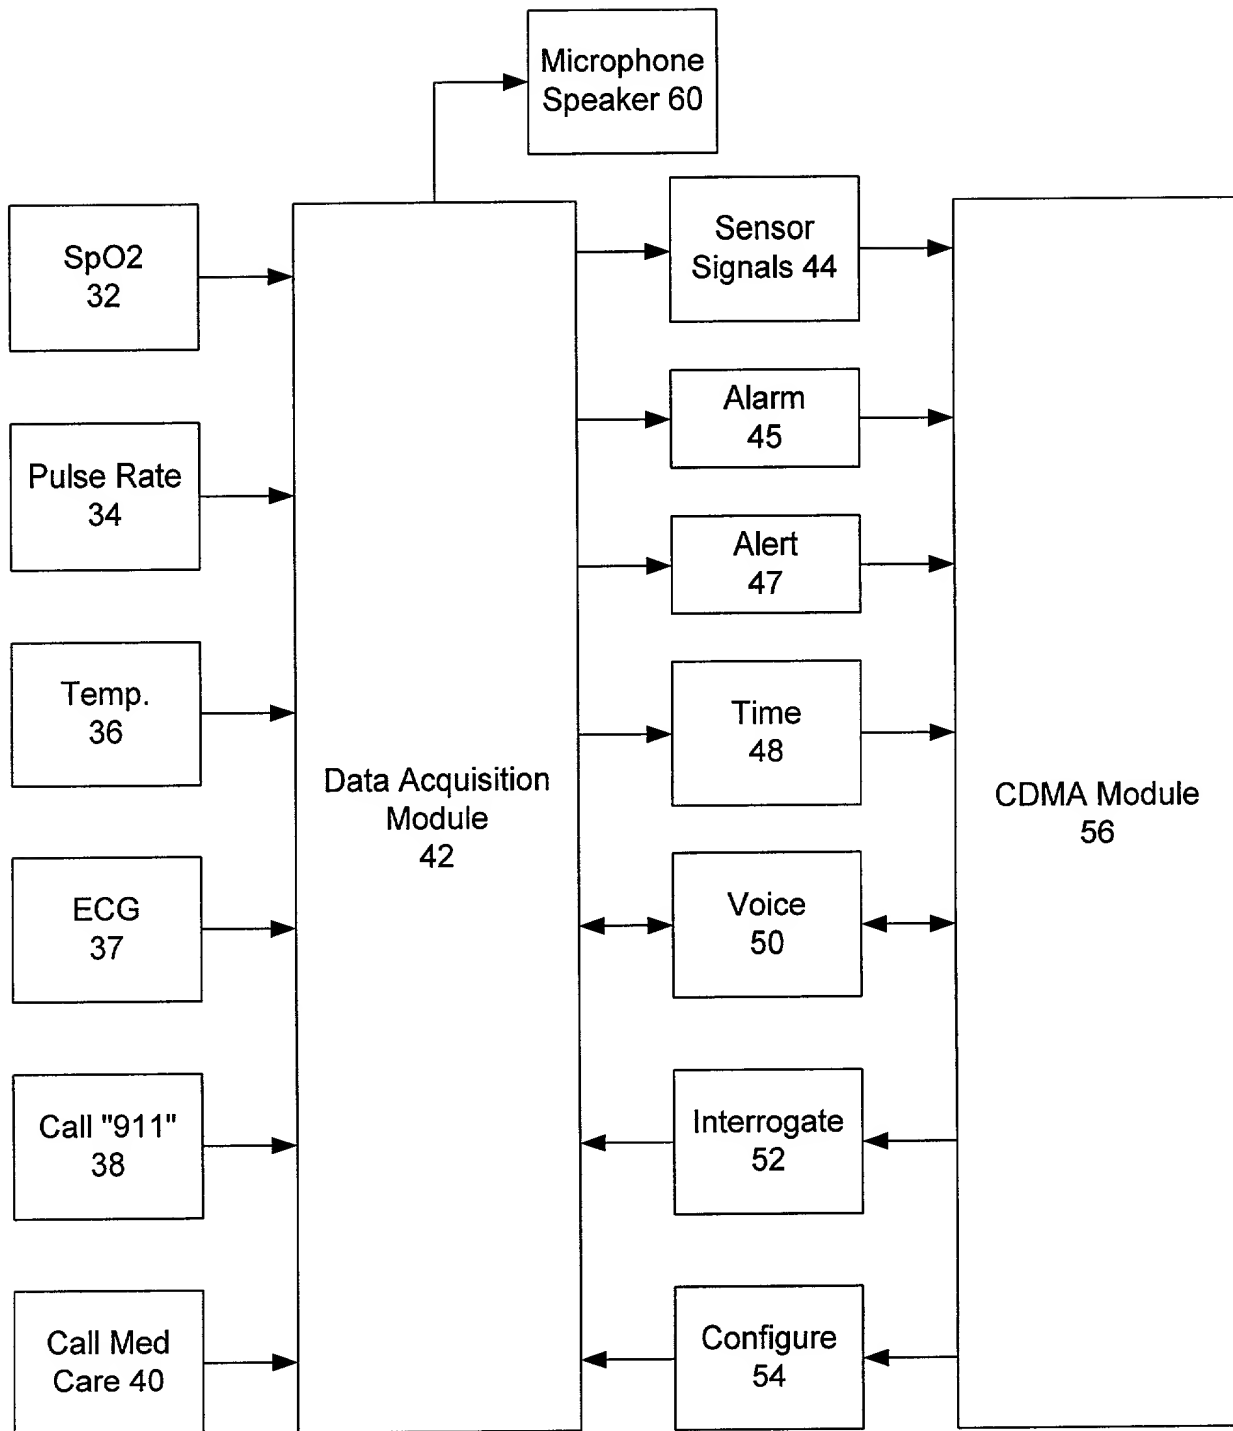 Microphone
Speaker 60
SpO2
32
Pulse Rate
34
Temp.
36
ECG
37
Call "911"
38
Call Med
Care 40
Data Acquisition
Module
42
Sensor
Signals 44
Alarm
45
Alert
47
Time
48
Voice
50
Interrogate
52
Configure
54
CDMA Module
56